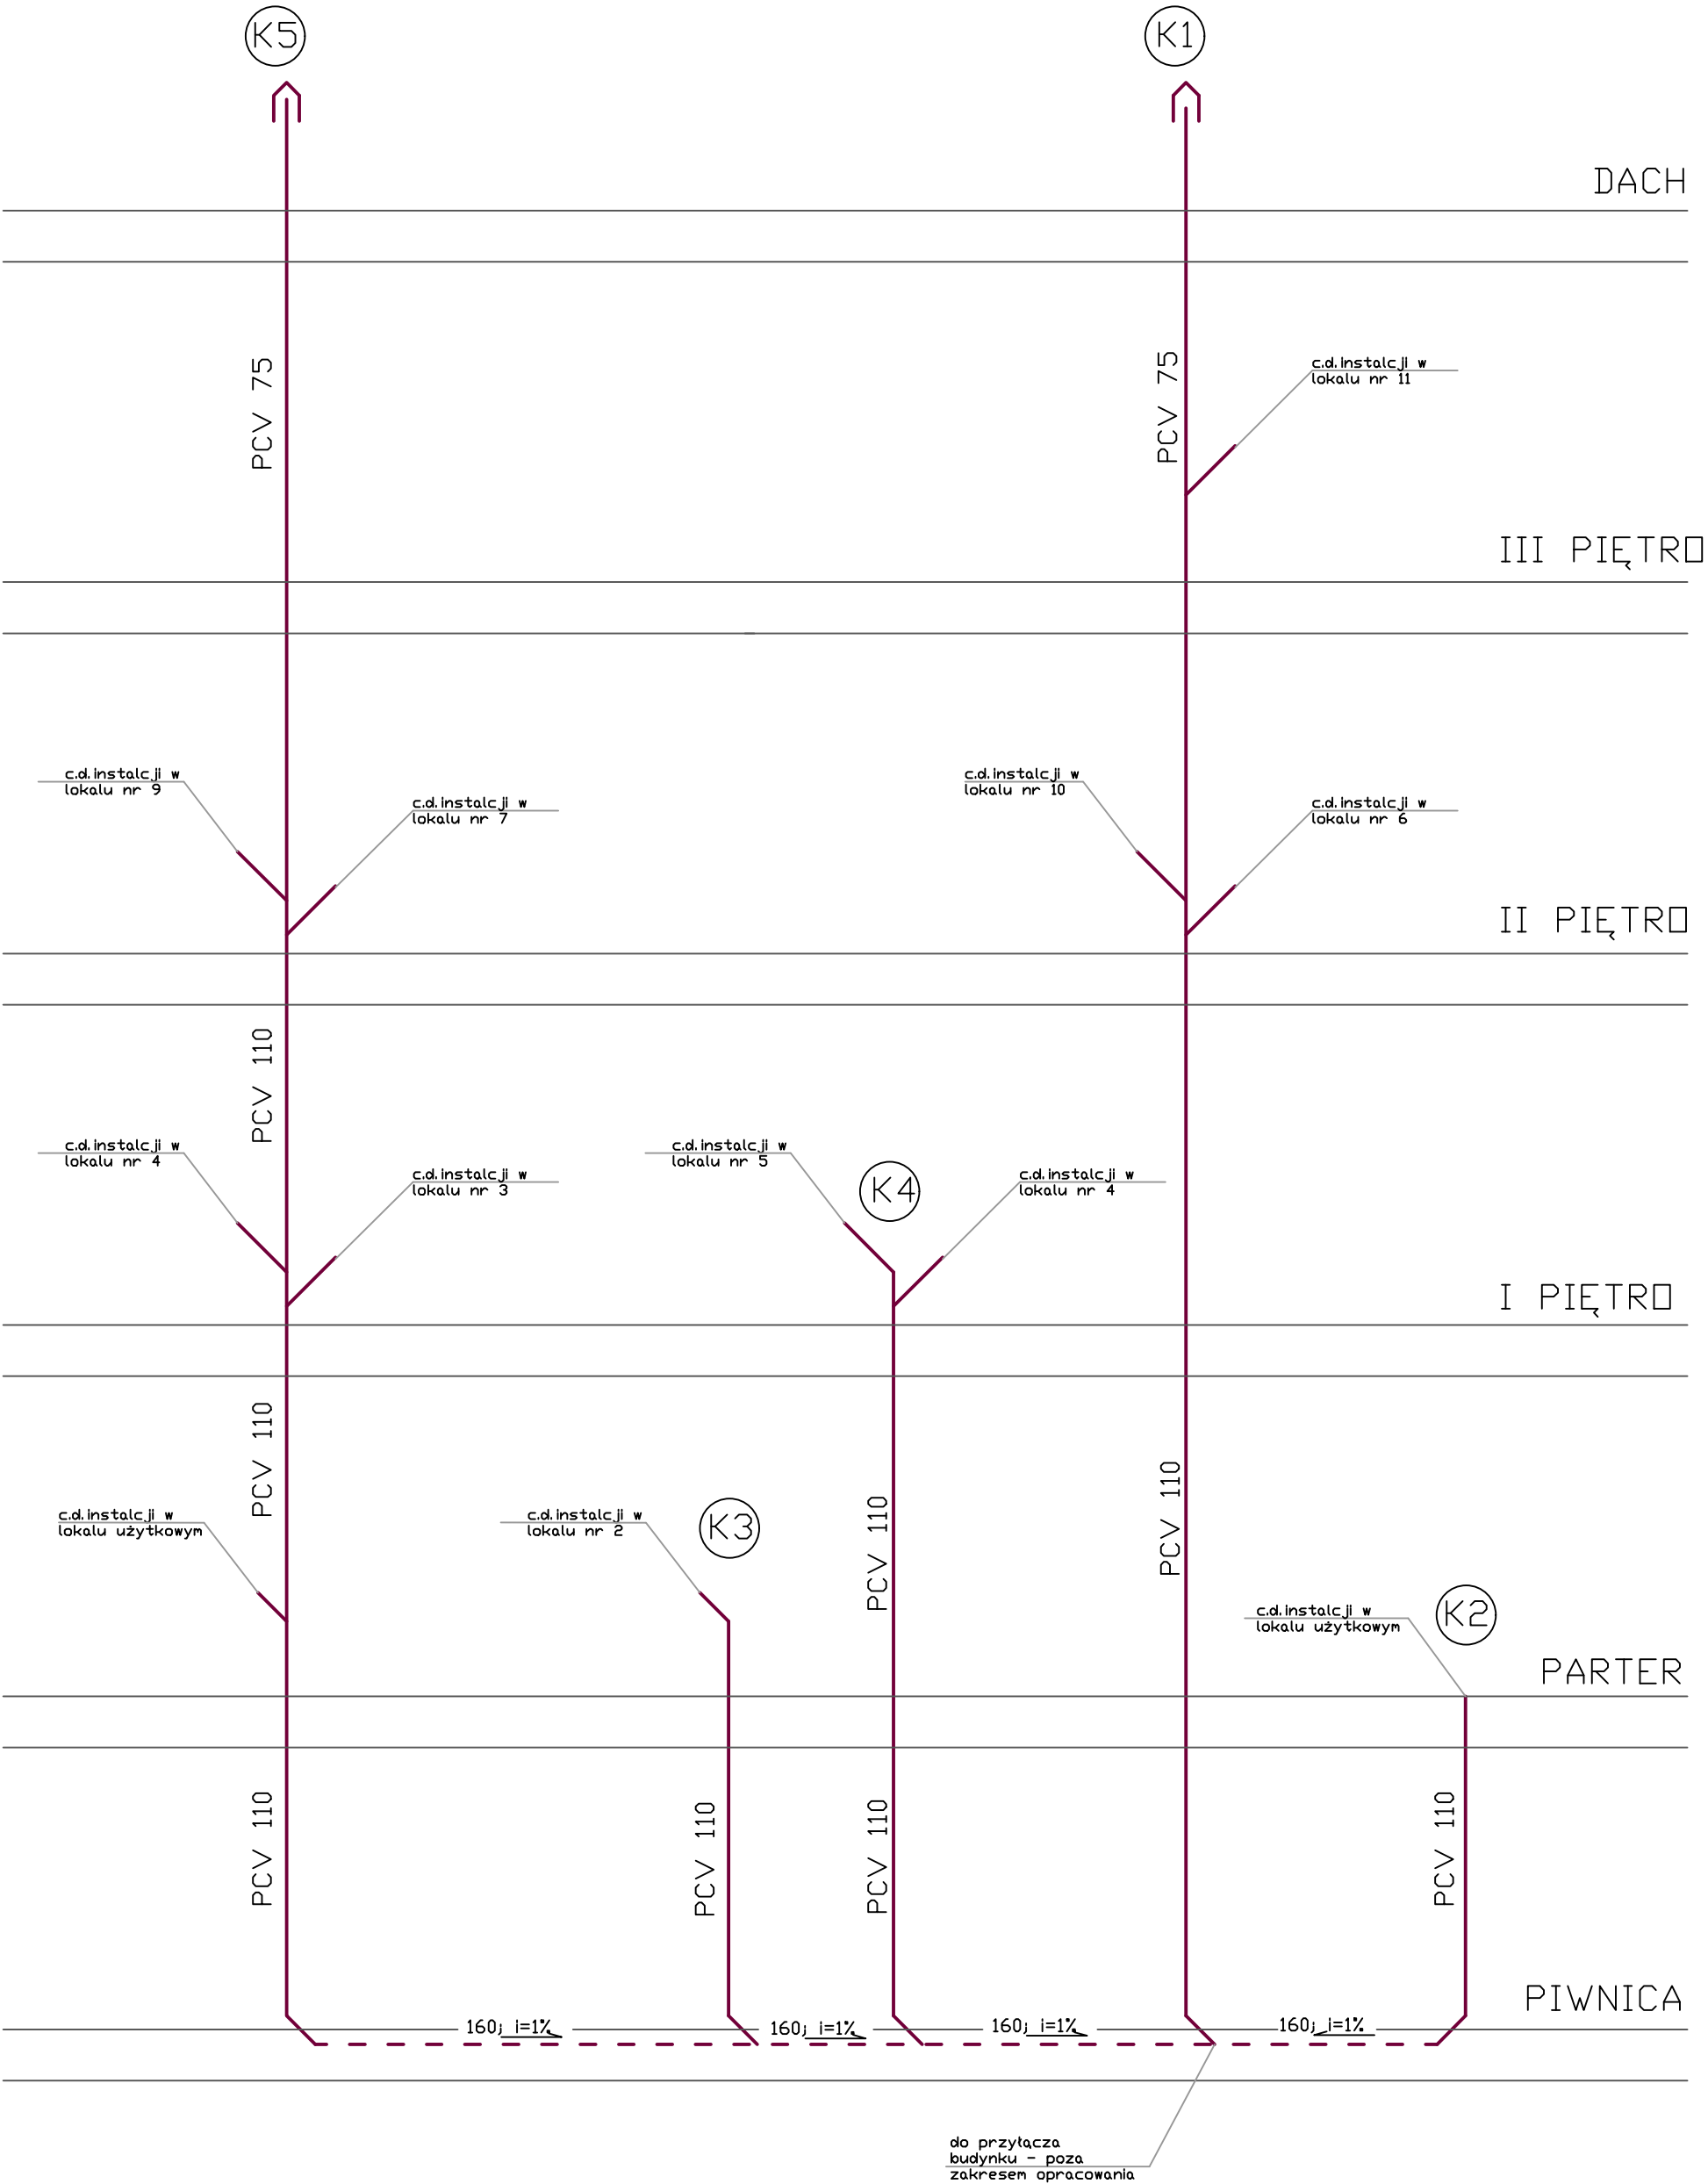 K5
K1
DACH
PCV 75
PCV 75
c.d.instalcji w
lokalu nr 11
III PIĘTRO
c.d.instalcji w
lokalu nr 9
c.d.instalcji w
lokalu nr 7
c.d.instalcji w
lokalu nr 10
c.d.instalcji w
lokalu nr 6
II PIĘTRO
PCV 110
c.d.instalcji w
lokalu nr 4
c.d.instalcji w
lokalu nr 3
c.d.instalcji w
lokalu nr 5
K4
c.d.instalcji w
lokalu nr 4
I PIĘTRO
PCV 110
PCV 110
PCV 110
c.d.instalcji w
lokalu użytkowym
c.d.instalcji w
lokalu nr 2
K3
c.d.instalcji w
lokalu użytkowym
K2
PARTER
PCV 110
PCV 110
PCV 110
PCV 110
PIWNICA
160; i=1%
160; i=1%
160; i=1%
160; i=1%
do przyłącza
budynku - poza
zakresem opracowania